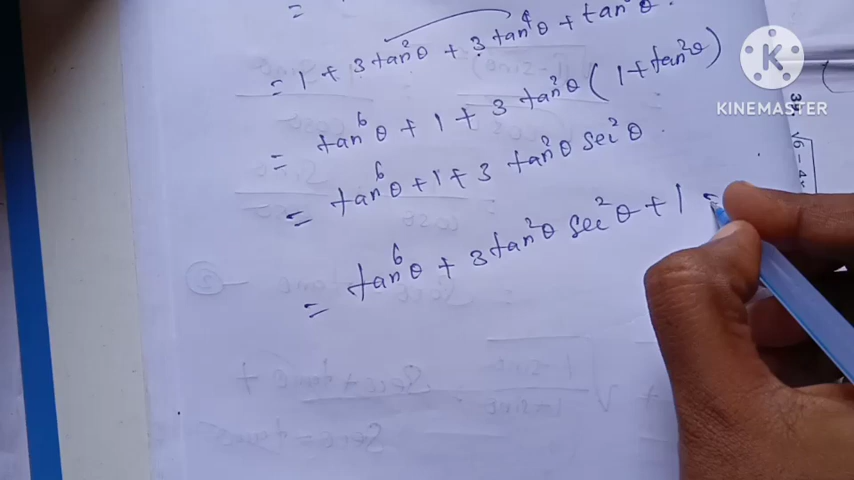 =
= 1 + 3 tan²θ + 3 tan⁴θ + tan⁶θ.
= tan⁶θ + 1 + 3 tan²θ ( 1 + tan²θ )
= tan⁶θ + 1 + 3 tan²θ sec²θ.
= tan⁶θ + 3 tan²θ sec²θ + 1 =
KINEMASTER